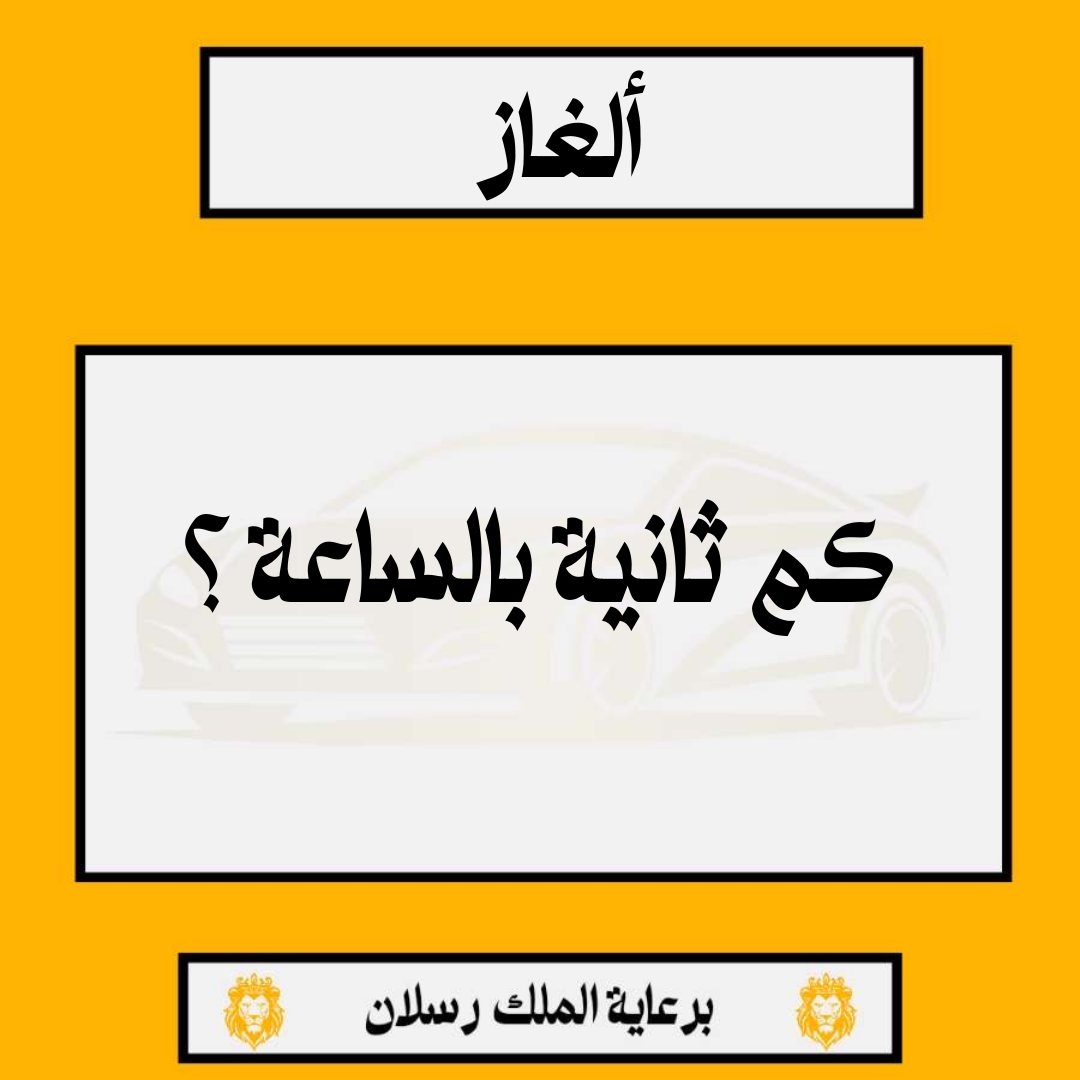 ألغاز
كم ثانية بالساعة ؟
برعاية الملك رسلان